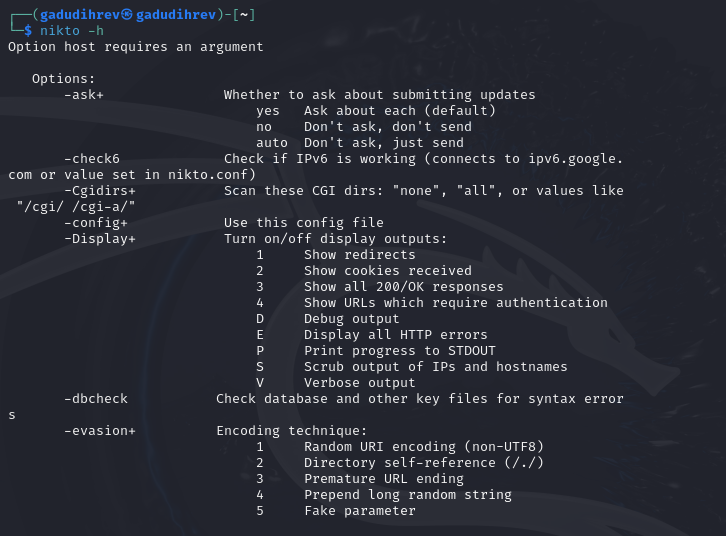 ┌──(gadudihrev㉿gadudihrev)-[~]
└─$ nikto -h
Option host requires an argument

   Options:
       -ask+               Whether to ask about submitting updates
                               yes   Ask about each (default)
                               no    Don't ask, don't send
                               auto  Don't ask, just send
       -check6             Check if IPv6 is working (connects to ipv6.google.
com or value set in nikto.conf)
       -Cgidirs+           Scan these CGI dirs: "none", "all", or values like
 "/cgi/ /cgi-a/"
       -config+            Use this config file
       -Display+           Turn on/off display outputs:
                               1     Show redirects
                               2     Show cookies received
                               3     Show all 200/OK responses
                               4     Show URLs which require authentication
                               D     Debug output
                               E     Display all HTTP errors
                               P     Print progress to STDOUT
                               S     Scrub output of IPs and hostnames
                               V     Verbose output
       -dbcheck           Check database and other key files for syntax error
s
       -evasion+          Encoding technique:
                               1     Random URI encoding (non-UTF8)
                               2     Directory self-reference (/./)
                               3     Premature URL ending
                               4     Prepend long random string
                               5     Fake parameter